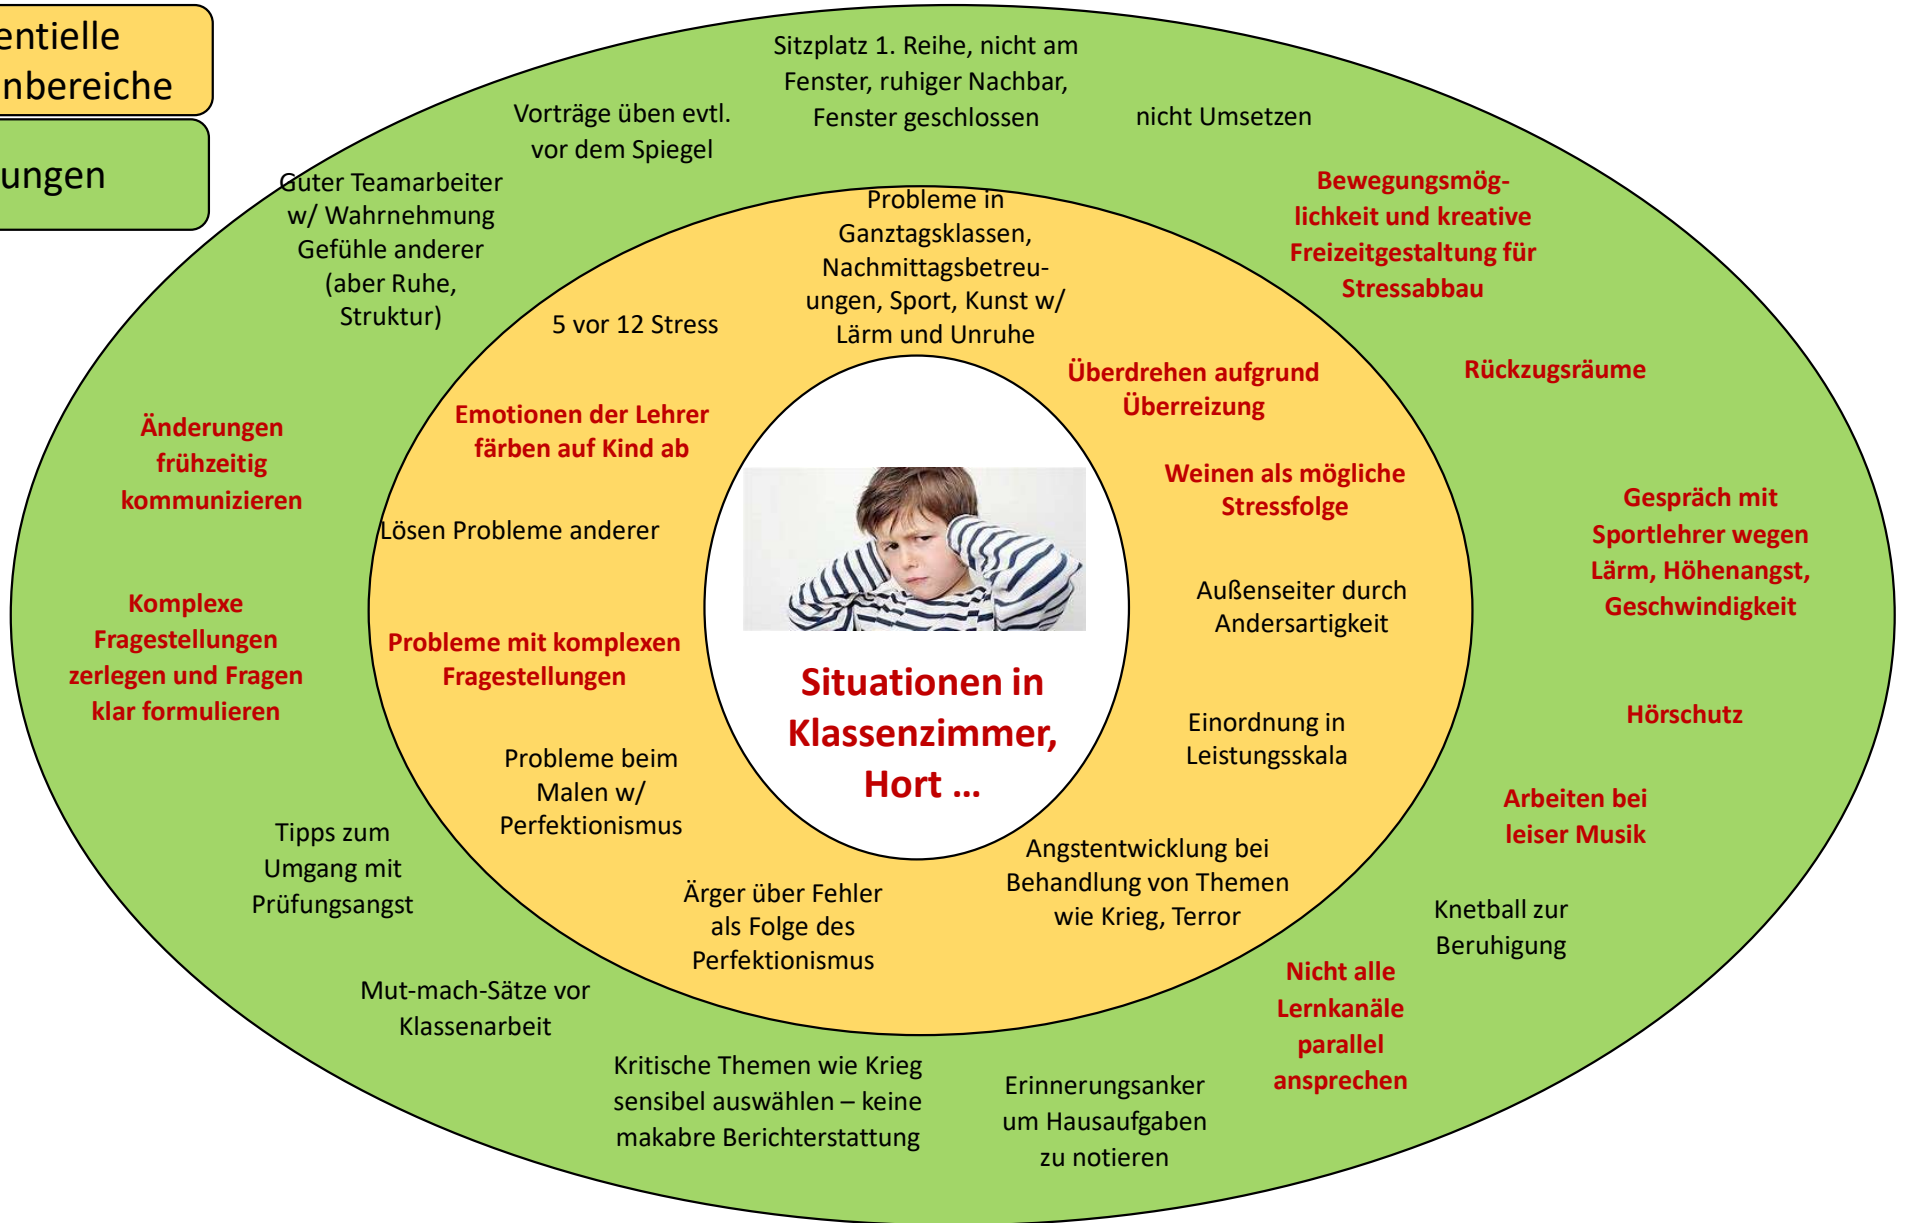 entielle
nbereiche
ungen
Sitzplatz 1. Reihe, nicht am
Fenster, ruhiger Nachbar,
Fenster geschlossen
Vorträge üben evtl.
vor dem Spiegel
nicht Umsetzen
Guter Teamarbeiter
w/ Wahrnehmung
Gefühle anderer
(aber Ruhe,
Struktur)
Bewegungsmög-
lichkeit und kreative
Freizeitgestaltung für
Stressabbau
Probleme in
Ganztagsklassen,
Nachmittagsbetreu-
ungen, Sport, Kunst w/
Lärm und Unruhe
5 vor 12 Stress
Überdrehen aufgrund
Überreizung
Rückzugsräume
Emotionen der Lehrer
färben auf Kind ab
Änderungen
frühzeitig
kommunizieren
Weinen als mögliche
Stressfolge
Gespräch mit
Sportlehrer wegen
Lärm, Höhenangst,
Geschwindigkeit
Lösen Probleme anderer
Außenseiter durch
Andersartigkeit
Komplexe
Fragestellungen
zerlegen und Fragen
klar formulieren
Probleme mit komplexen
Fragestellungen
Situationen in
Klassenzimmer,
Hort …
Einordnung in
Leistungsskala
Hörschutz
Probleme beim
Malen w/
Perfektionismus
Arbeiten bei
leiser Musik
Tipps zum
Umgang mit
Prüfungsangst
Angstentwicklung bei
Behandlung von Themen
wie Krieg, Terror
Ärger über Fehler
als Folge des
Perfektionismus
Knetball zur
Beruhigung
Nicht alle
Lernkanäle
parallel
ansprechen
Mut-mach-Sätze vor
Klassenarbeit
Kritische Themen wie Krieg
sensibel auswählen – keine
makabre Berichterstattung
Erinnerungsanker
um Hausaufgaben
zu notieren